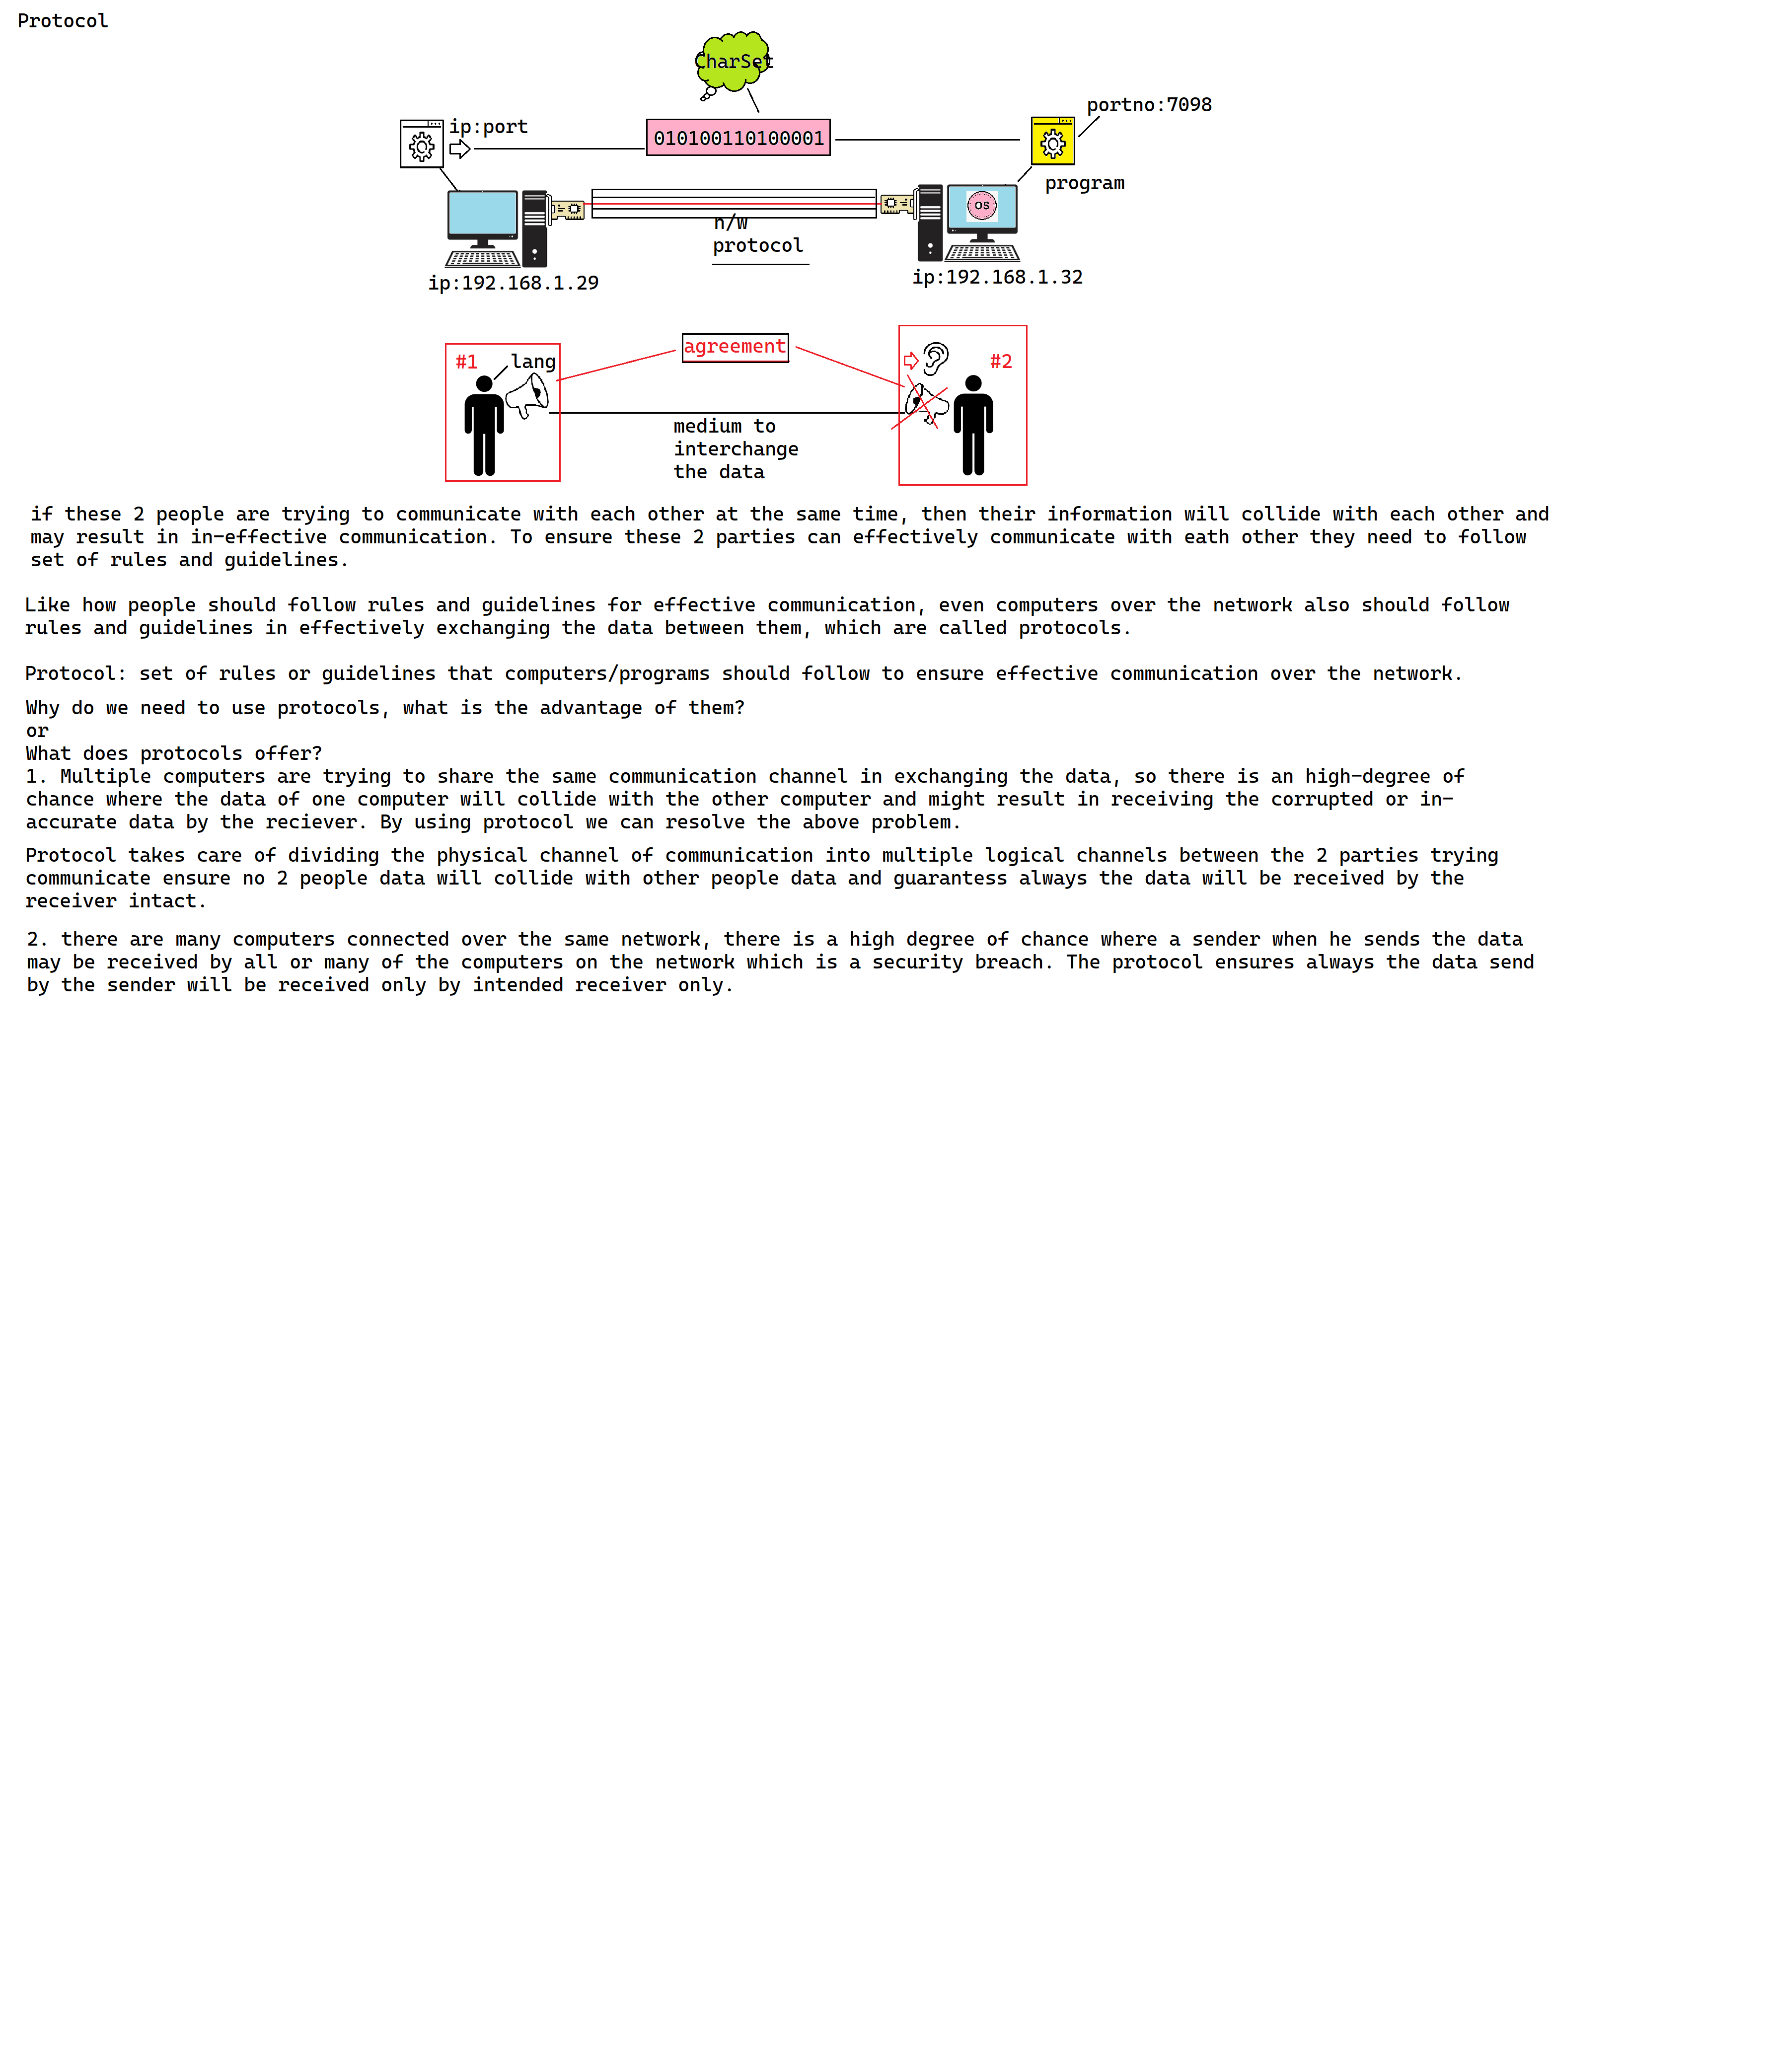 Protocol
CharSet
portno:7098
ip:port
010100110100001
program
OS
n/w
protocol
ip:192.168.1.29
ip:192.168.1.32
agreement
#1
lang
#2
medium to
interchange
the data
if these 2 people are trying to communicate with each other at the same time, then their information will collide with each other and
may result in in-effective communication. To ensure these 2 parties can effectively communicate with eath other they need to follow
set of rules and guidelines.
Like how people should follow rules and guidelines for effective communication, even computers over the network also should follow
rules and guidelines in effectively exchanging the data between them, which are called protocols.
Protocol: set of rules or guidelines that computers/programs should follow to ensure effective communication over the network.
Why do we need to use protocols, what is the advantage of them?
or
What does protocols offer?
1. Multiple computers are trying to share the same communication channel in exchanging the data, so there is an high-degree of
chance where the data of one computer will collide with the other computer and might result in receiving the corrupted or in-
accurate data by the reciever. By using protocol we can resolve the above problem.
Protocol takes care of dividing the physical channel of communication into multiple logical channels between the 2 parties trying
communicate ensure no 2 people data will collide with other people data and guarantess always the data will be received by the
receiver intact.
2. there are many computers connected over the same network, there is a high degree of chance where a sender when he sends the data
may be received by all or many of the computers on the network which is a security breach. The protocol ensures always the data send
by the sender will be received only by intended receiver only.